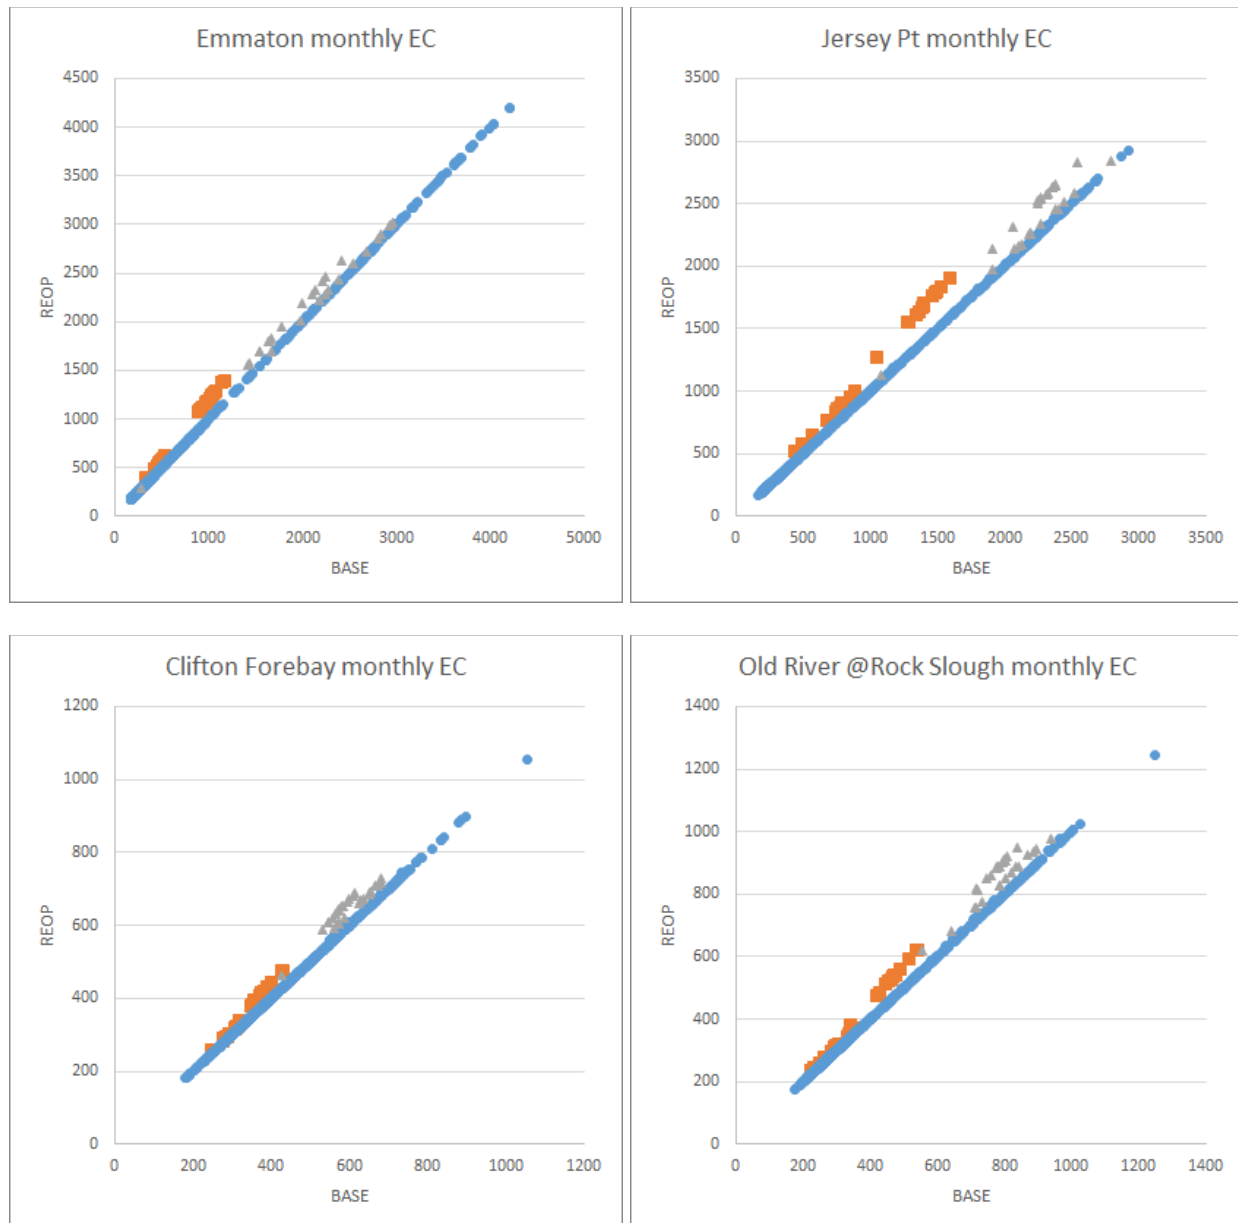 Emmaton monthly EC
4500
4000
3500
3000
2500
2000
1500
1000
500
0
REOP
0 1000 2000 3000 4000 5000
BASE
Jersey Pt monthly EC
3500
3000
2500
2000
1500
1000
500
0
REOP
0 500 1000 1500 2000 2500 3000 3500
BASE
Clifton Forebay monthly EC
1200
1000
800
600
400
200
0
REOP
0 200 400 600 800 1000 1200
BASE
Old River @Rock Slough monthly EC
1400
1200
1000
800
600
400
200
0
REOP
0 200 400 600 800 1000 1200 1400
BASE